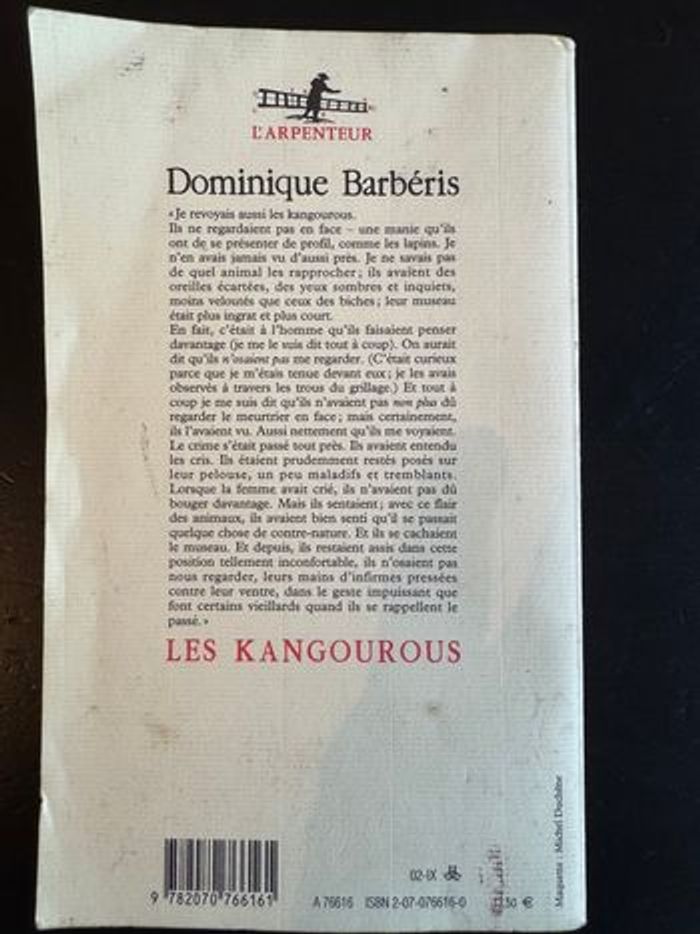 L'ARPENTEUR
Dominique Barbéris
«Je revoyais aussi les kangourous.
Ils ne regardaient pas en face – une manie qu'ils
ont de se présenter de profil, comme les lapins. Je
n'en avais jamais vu d'aussi près. Je ne savais pas
de quel animal les rapprocher; ils avaient des
oreilles écartées, des yeux sombres et inquiets,
moins veloutés que ceux des biches; leur museau
était plus ingrat et plus court.
En fait, c'était à l'homme qu'ils faisaient penser
davantage (je me le suis dit tout à coup). On aurait
dit qu'ils n'osaient pas me regarder. (C'était curieux
parce que je m'étais tenue devant eux; je les avais
observés à travers les trous du grillage.) Et tout à
coup je me suis dit qu'ils n'avaient pas non plus dû
regarder le meurtrier en face; mais certainement,
ils l'avaient vu. Aussi nettement qu'ils me voyaient.
Le crime s'était passé tout près. Ils avaient entendu
les cris. Ils étaient prudemment restés posés sur
leur pelouse, un peu maladifs et tremblants.
Lorsque la femme avait crié, ils n'avaient pas dû
bouger davantage. Mais ils sentaient; avec ce flair
des animaux, ils avaient bien senti qu'il se passait
quelque chose de contre-nature. Et ils se cachaient
le museau. Et depuis, ils restaient assis dans cette
position tellement inconfortable, ils n'osaient pas
nous regarder, leurs mains d'infirmes pressées
contre leur ventre, dans le geste impuissant que
font certains vieillards quand ils se rappellent le
passé.»
LES KANGOUROUS
Maquette : Michel Duchêne
02-IX
9 782070 766161
A 76616 ISBN 2-07-076616-0 ,50 €